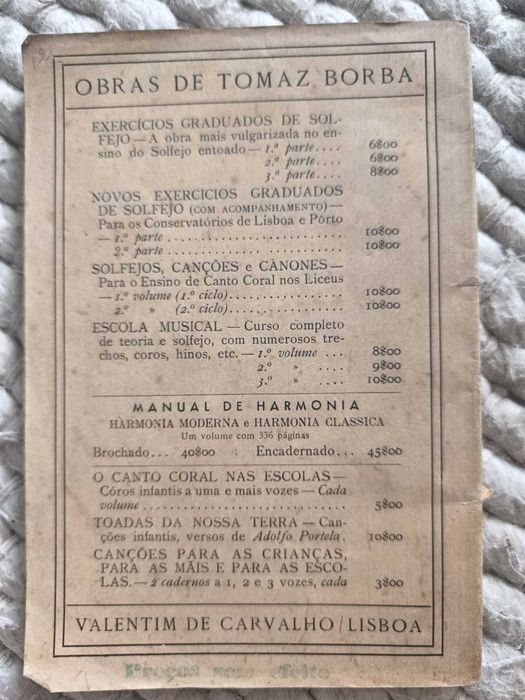 OBRAS DE TOMAZ BORBA
EXERCÍCIOS GRADUADOS DE SOL-
FEJO — A obra mais vulgarizada no en-
sino do Solfejo entoado — 1.ª parte.... 6$00
2.ª parte.... 6$00
3.ª parte.... 8$00
NOVOS EXERCICIOS GRADUADOS
DE SOLFEJO (COM ACOMPANHAMENTO) —
Para os Conservatórios de Lisboa e Pôrto
— 1.ª parte .......................... 10$00
2.ª parte .......................... 10$00
SOLFEJOS, CANÇÕES e CÂNONES —
Para o Ensino de Canto Coral nos Liceus
— 1.º volume (1.º ciclo)................. 10$00
2.º » (2.º ciclo) ................ 10$00
ESCOLA MUSICAL — Curso completo
de teoria e solfejo, com numerosos tre-
chos, coros, hinos, etc. — 1.º volume ... 8$00
2.º » .... 9$00
3.º » .... 10$00
MANUAL DE HARMONIA
HARMONIA MODERNA e HARMONIA CLASSICA
Um volume com 336 páginas
Brochado... 40$00 Encadernado... 45$00
O CANTO CORAL NAS ESCOLAS —
Córos infantis a uma e mais vozes — Cada
volume .............................. 5$00
TOADAS DA NOSSA TERRA — Can-
ções infantis, versos de Adolfo Portela. 10$00
CANÇÕES PARA AS CRIANÇAS,
PARA AS MÃIS E PARA AS ESCO-
LAS. — 2 cadernos a 1, 2 e 3 vozes, cada 3$00
VALENTIM DE CARVALHO / LISBOA
Preços sem efeito